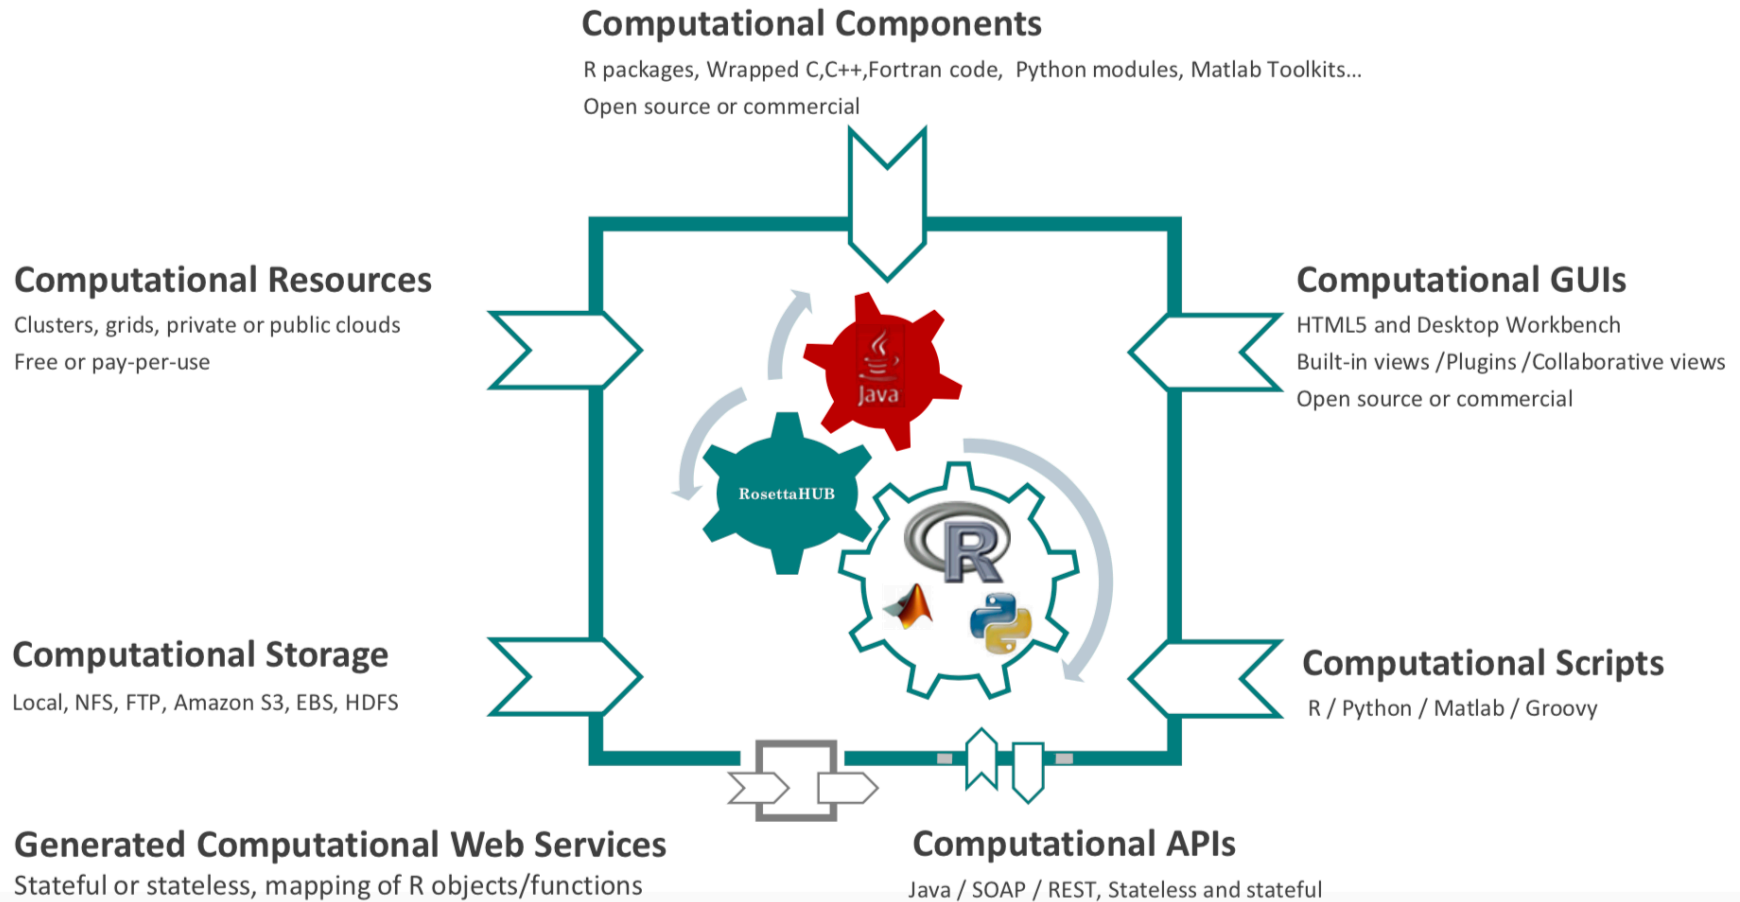 Computational Components
R packages, Wrapped C,C++,Fortran code, Python modules, Matlab Toolkits...
Open source or commercial
Computational Resources
Clusters, grids, private or public clouds
Free or pay-per-use
Computational GUIs
HTML5 and Desktop Workbench
Built-in views /Plugins /Collaborative views
Open source or commercial
Java
RosettaHUB
R
Computational Storage
Local, NFS, FTP, Amazon S3, EBS, HDFS
Computational Scripts
R / Python / Matlab / Groovy
Generated Computational Web Services
Stateful or stateless, mapping of R objects/functions
Computational APIs
Java / SOAP / REST, Stateless and stateful